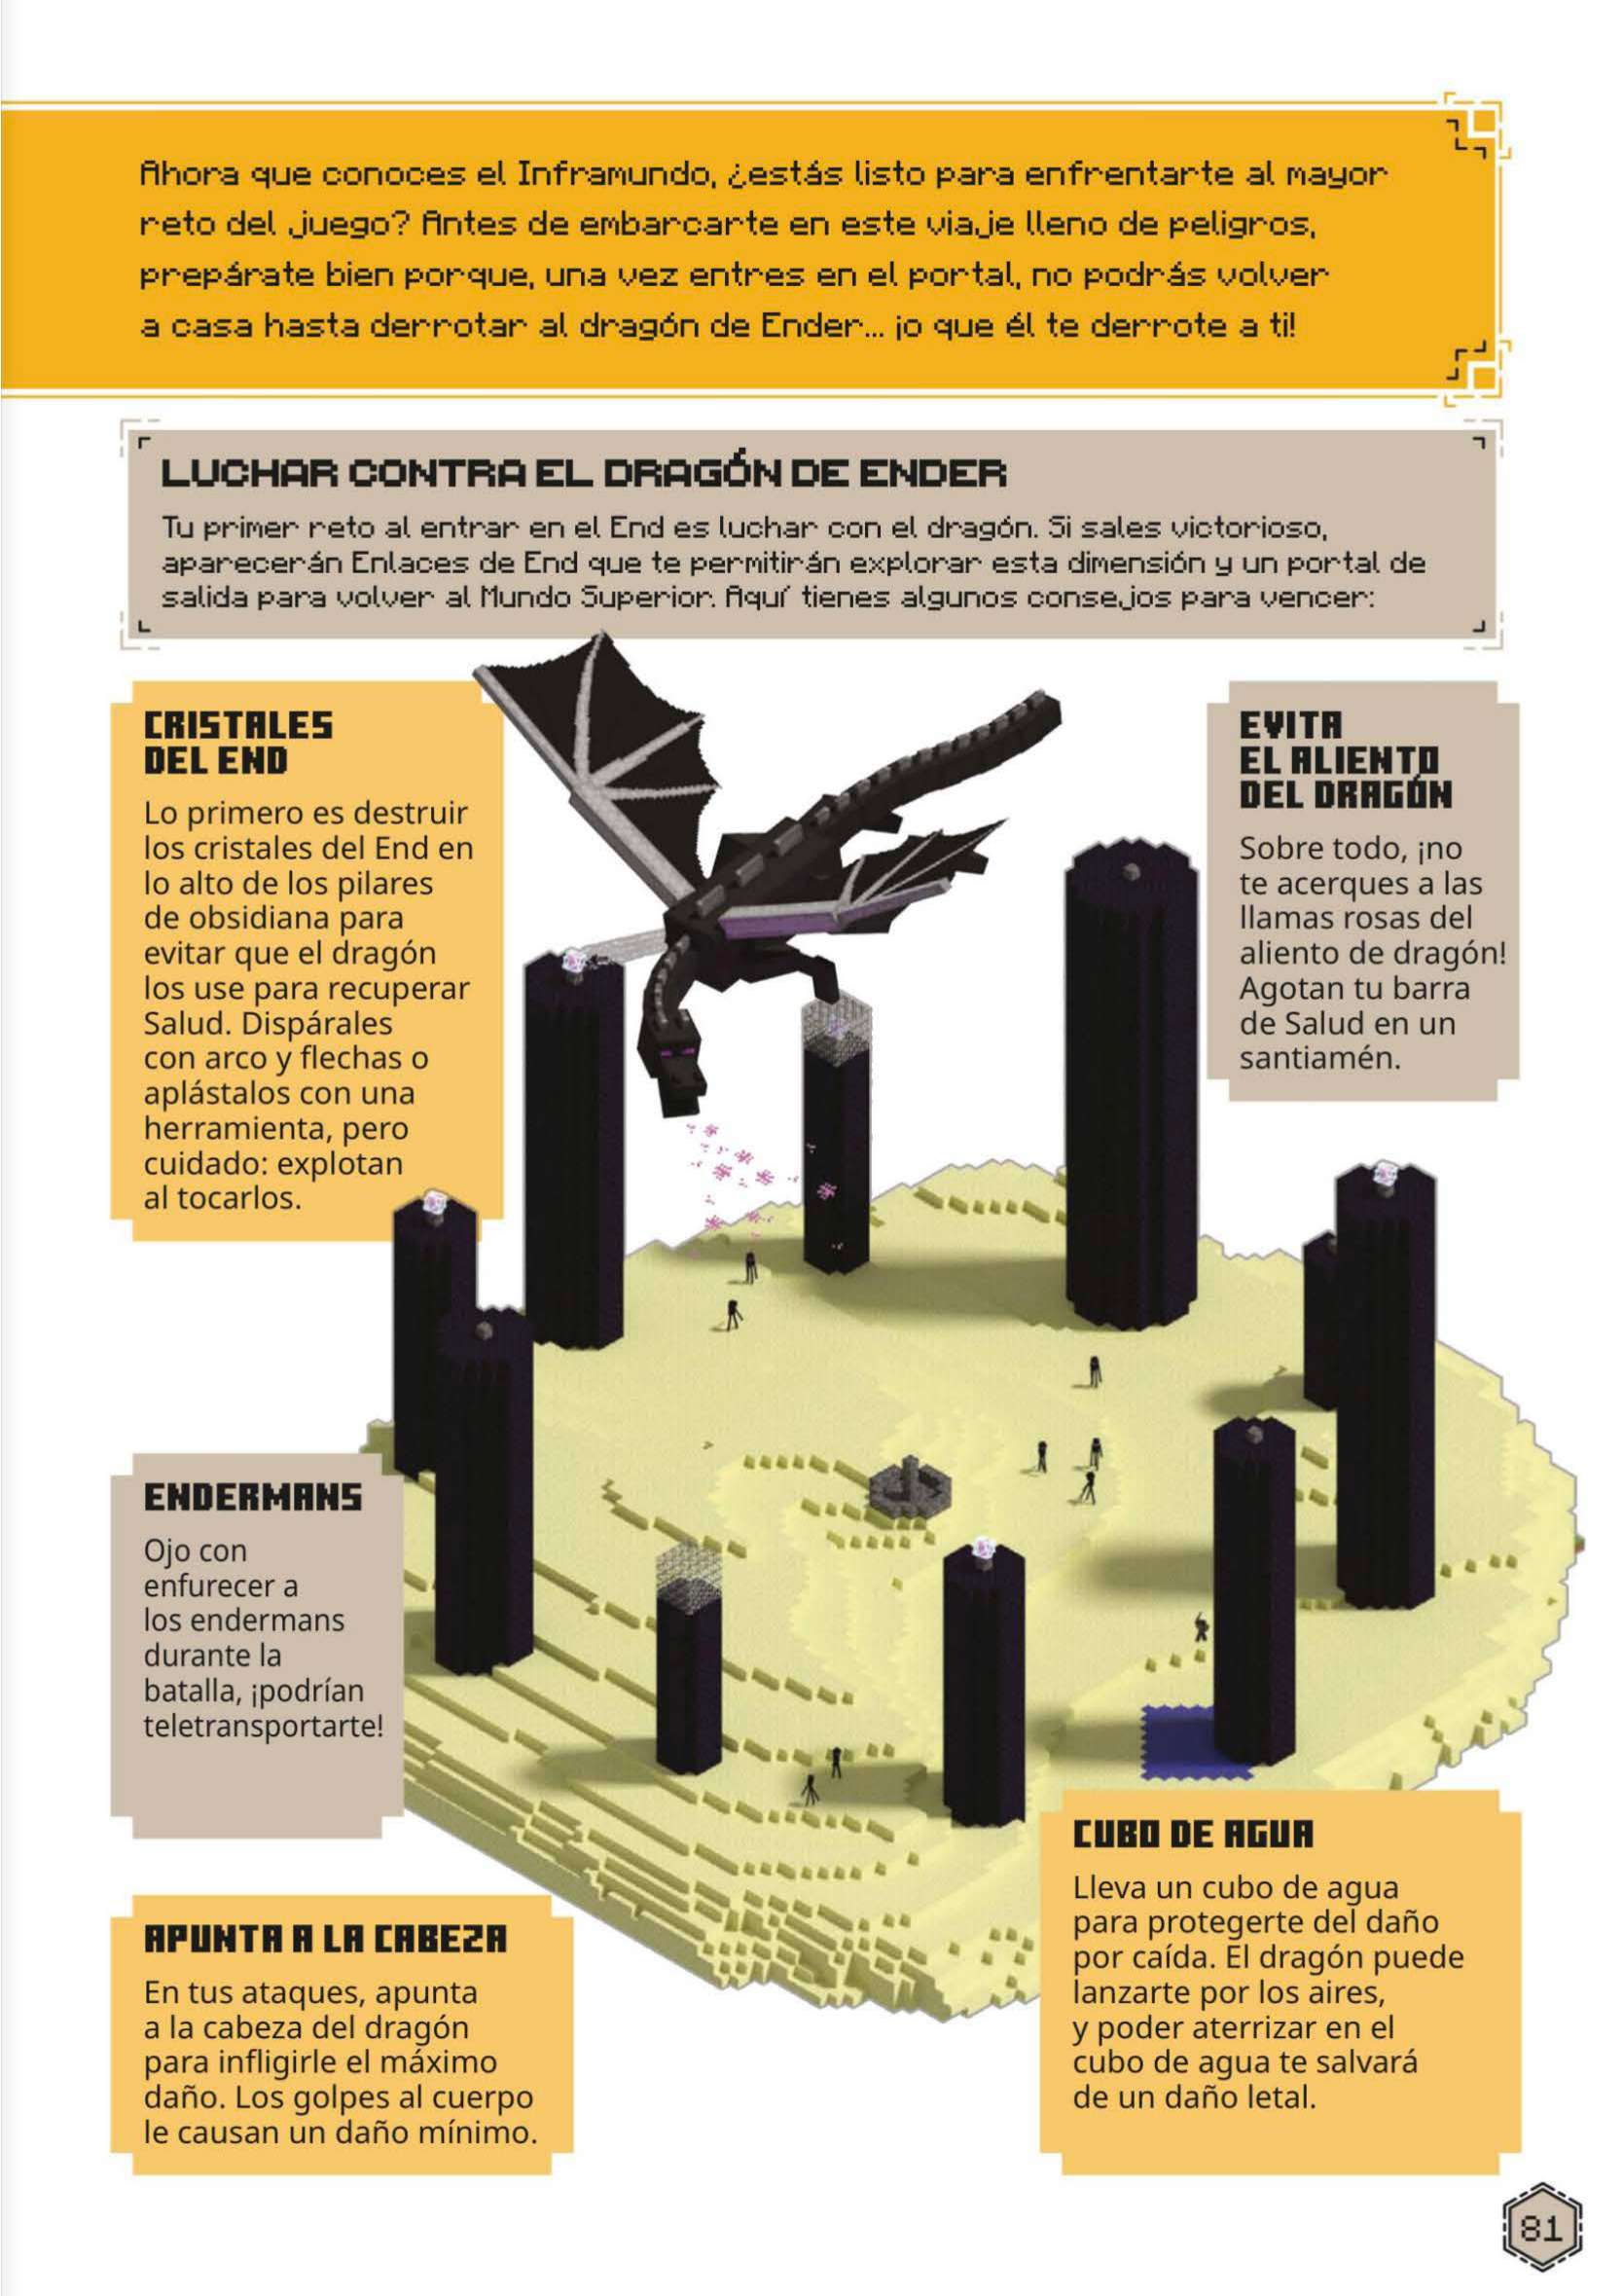 Ahora que conoces el Inframundo, ¿estás listo para enfrentarte al mayor
reto del juego? Antes de embarcarte en este viaje lleno de peligros,
prepárate bien porque, una vez entres en el portal, no podrás volver
a casa hasta derrotar al dragón de Ender... ¡o que él te derrote a ti!
LUCHAR CONTRA EL DRAGÓN DE ENDER
Tu primer reto al entrar en el End es luchar con el dragón. Si sales victorioso,
aparecerán Enlaces de End que te permitirán explorar esta dimensión y un portal de
salida para volver al Mundo Superior. Aquí tienes algunos consejos para vencer:
CRISTALES
DEL END
Lo primero es destruir
los cristales del End en
lo alto de los pilares
de obsidiana para
evitar que el dragón
los use para recuperar
Salud. Dispárales
con arco y flechas o
aplástalos con una
herramienta, pero
cuidado: explotan
al tocarlos.
EVITA
EL ALIENTO
DEL DRAGÓN
Sobre todo, ¡no
te acerques a las
llamas rosas del
aliento de dragón!
Agotan tu barra
de Salud en un
santiamén.
ENDERMANS
Ojo con
enfurecer a
los endermans
durante la
batalla, ¡podrían
teletransportarte!
APUNTA A LA CABEZA
En tus ataques, apunta
a la cabeza del dragón
para infligirle el máximo
daño. Los golpes al cuerpo
le causan un daño mínimo.
CUBO DE AGUA
Lleva un cubo de agua
para protegerte del daño
por caída. El dragón puede
lanzarte por los aires,
y poder aterrizar en el
cubo de agua te salvará
de un daño letal.
81